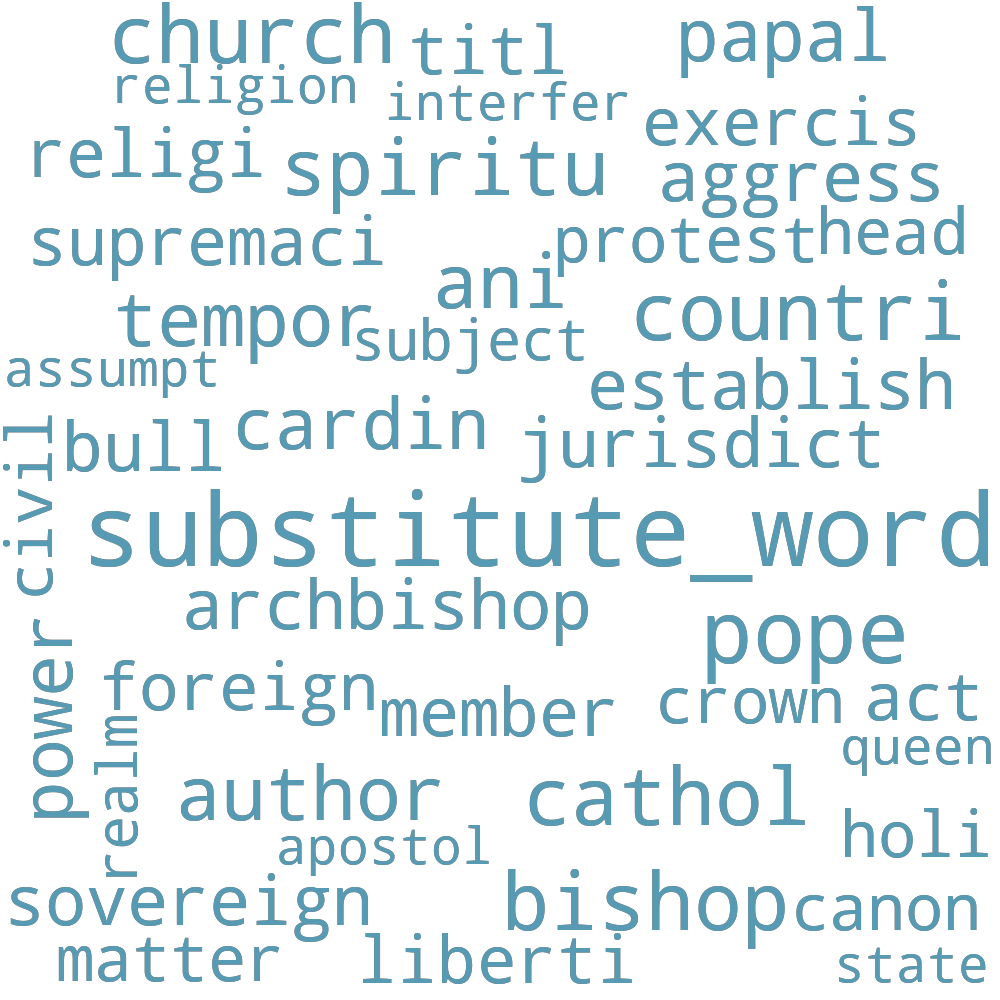 church titl papal
religion interfer
exercis
religi spiritu aggress
supremaci protest head
ani
tempor subject countri
assumpt establish
civil bull cardin jurisdict
substitute_word
archbishop pope
power foreign member crown act
realm queen
author cathol
apostol holi
sovereign bishop canon
matter liberti state